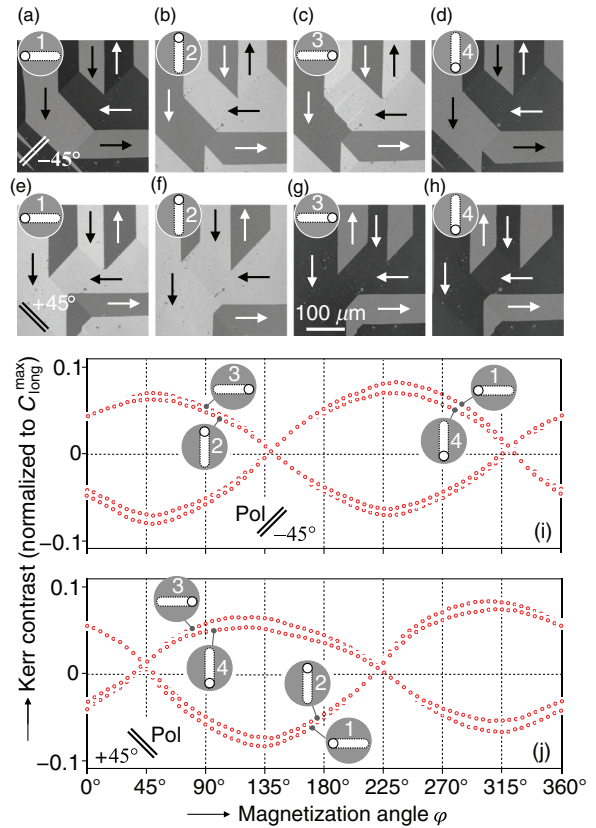 (a) (b) (c) (d)
1 2 3 4
−45°
(e) (f) (g) (h)
1 2 3 4
+45°
100 μm
Kerr contrast (normalized to C max long)
0.1
0
−0.1
3
2
1
4
Pol
−45°
(i)
0.1
0
−0.1
3
4
2
1
+45°
Pol
(j)
0° 45° 90° 135° 180° 225° 270° 315° 360°
Magnetization angle φ